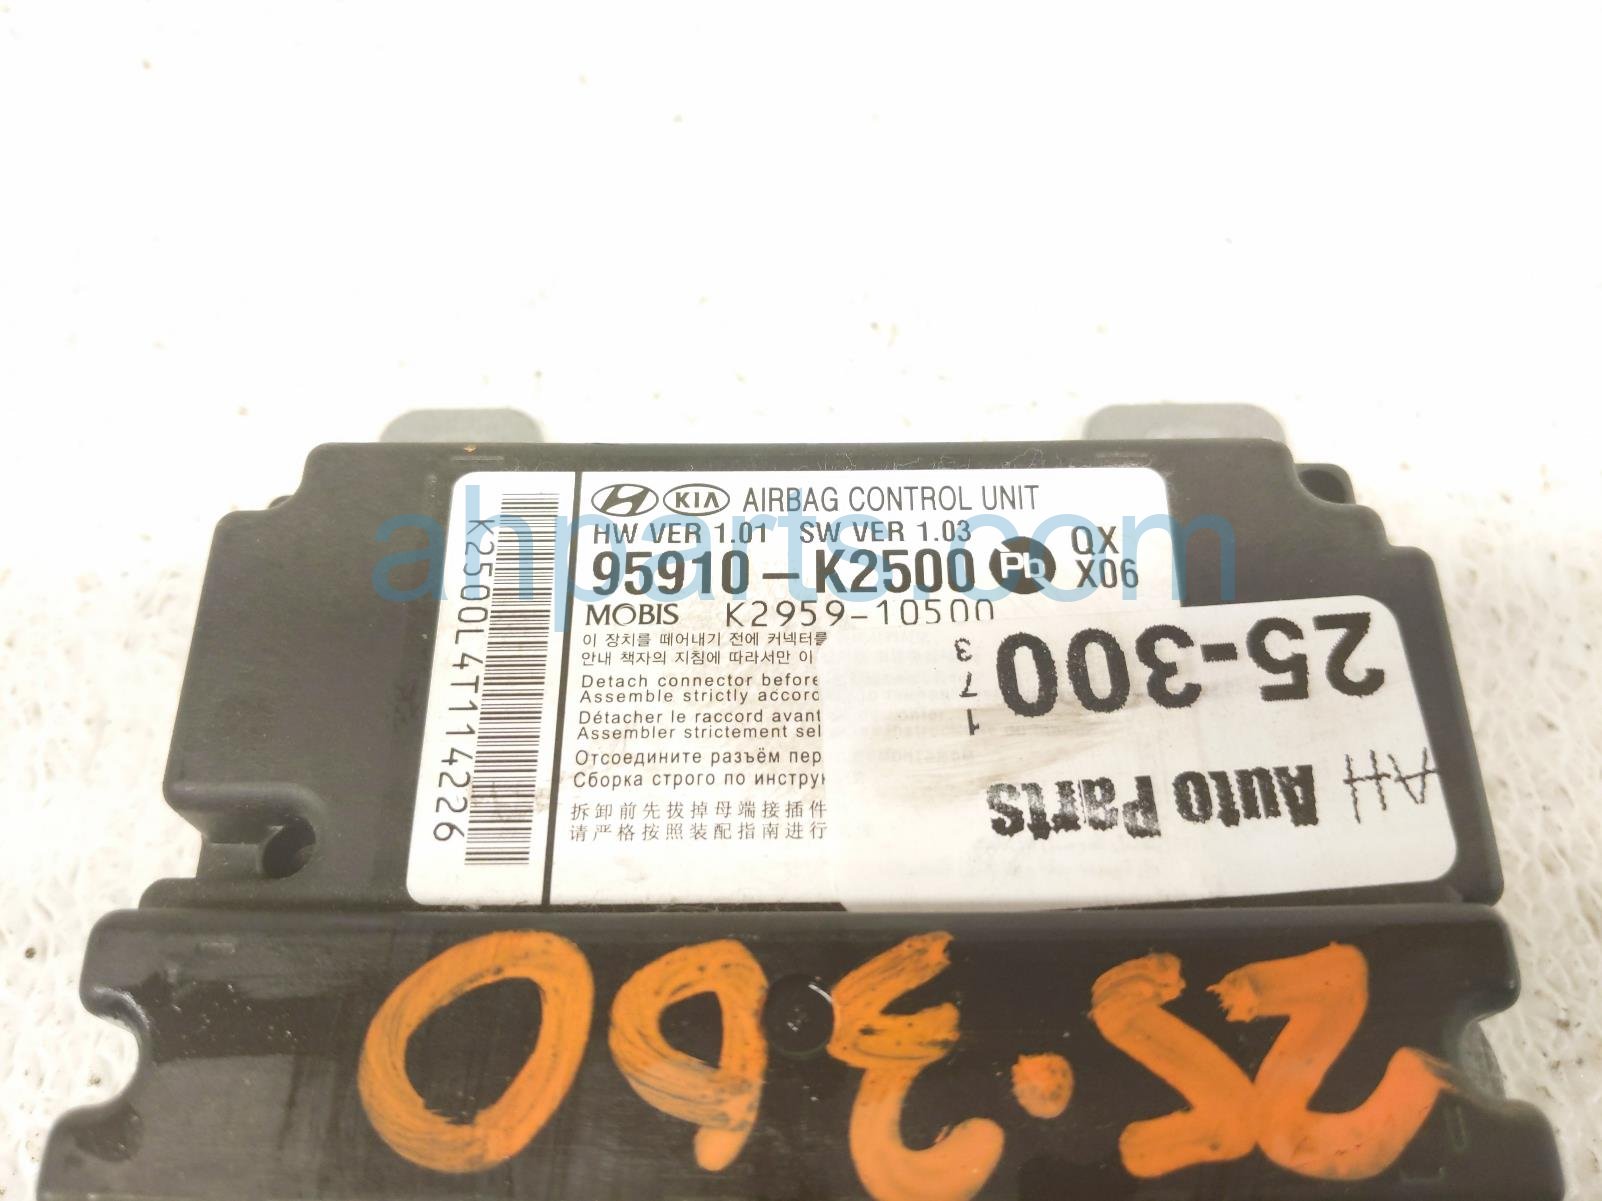 KIA AIRBAG CONTROL UNIT
HW VER 1.01 SW VER 1.03
95910-K2500 Pb QX X06
MOBIS K2959-10500
이 장치를 떼어내기 전에 커넥터를
안내 책자의 지침에 따라서만 이
Detach connector before
Assemble strictly accord
Détacher le raccord avant
Assembler strictement sel
Отсоедините разъём пер
Сборка строго по инструк
拆卸前先拔掉母端接插件
请严格按照装配指南进行
K2500L4T114226
25-300
1 7 3
AH Auto Parts
25.300
ahparts.com